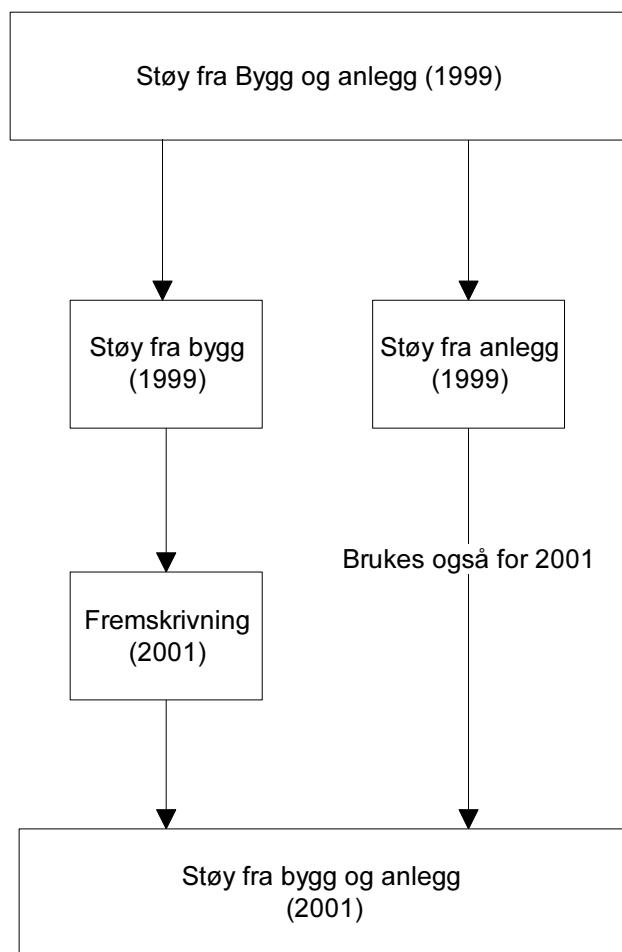 Støy fra Bygg og anlegg (1999)
Støy fra bygg
(1999)
Støy fra anlegg
(1999)
Brukes også for 2001
Fremskrivning
(2001)
Støy fra bygg og anlegg
(2001)